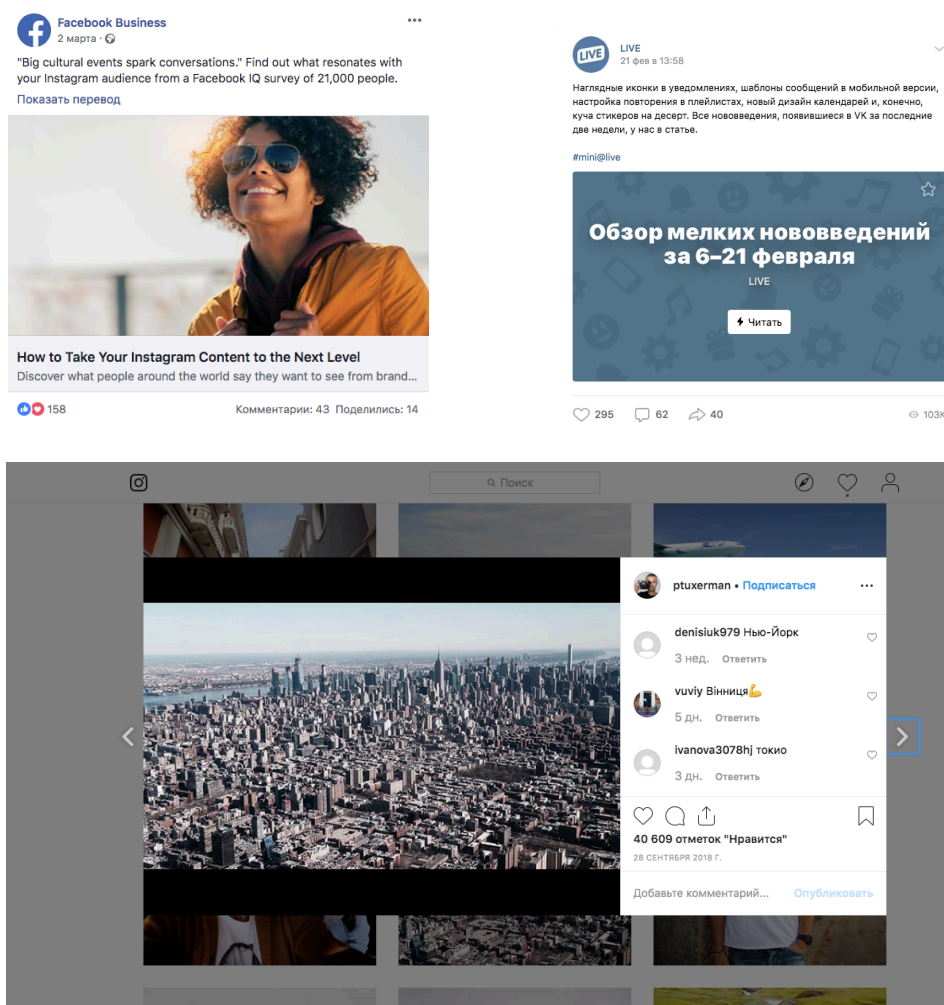 Facebook Business
2 марта ·
"Big cultural events spark conversations." Find out what resonates with
your Instagram audience from a Facebook IQ survey of 21,000 people.
Показать перевод
How to Take Your Instagram Content to the Next Level
Discover what people around the world say they want to see from brand...
158
Комментарии: 43 Поделились: 14
LIVE
LIVE
21 фев в 13:58
Наглядные иконки в уведомлениях, шаблоны сообщений в мобильной версии,
настройка повторения в плейлистах, новый дизайн календарей и, конечно,
куча стикеров на десерт. Все нововведения, появившиеся в VK за последние
две недели, у нас в статье.
#mini@live
Обзор мелких нововведений
за 6–21 февраля
LIVE
Читать
295 62 40 103K
Поиск
ptuxerman • Подписаться
denisiuk979 Нью-Йорк
3 нед. Ответить
vuviy Вінниця💪
5 дн. Ответить
ivanova3078hj токио
3 дн. Ответить
40 609 отметок "Нравится"
28 СЕНТЯБРЯ 2018 Г.
Добавьте комментарий... Опубликовать